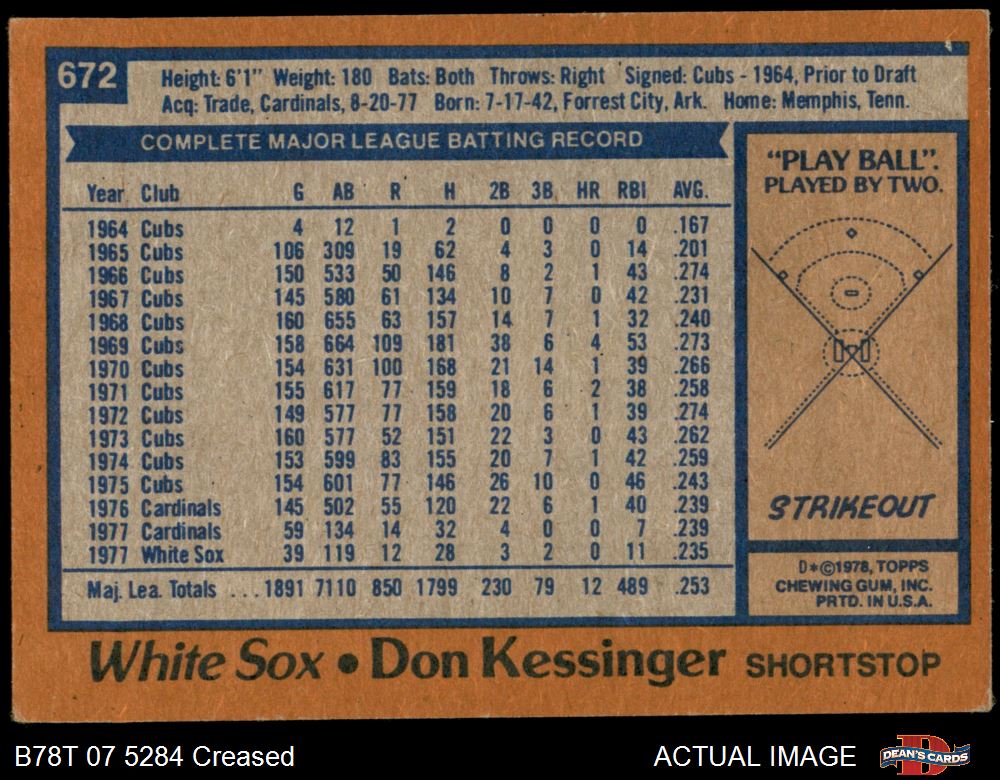 672
Height: 6'1" Weight: 180 Bats: Both Throws: Right Signed: Cubs - 1964, Prior to Draft
Acq: Trade, Cardinals, 8-20-77 Born: 7-17-42, Forrest City, Ark. Home: Memphis, Tenn.
COMPLETE MAJOR LEAGUE BATTING RECORD
Year Club G AB R H 2B 3B HR RBI AVG.
1964 Cubs 4 12 1 2 0 0 0 0 .167
1965 Cubs 106 309 19 62 4 3 0 14 .201
1966 Cubs 150 533 50 146 8 2 1 43 .274
1967 Cubs 145 580 61 134 10 7 0 42 .231
1968 Cubs 160 655 63 157 14 7 1 32 .240
1969 Cubs 158 664 109 181 38 6 4 53 .273
1970 Cubs 154 631 100 168 21 14 1 39 .266
1971 Cubs 155 617 77 159 18 6 2 38 .258
1972 Cubs 149 577 77 158 20 6 1 39 .274
1973 Cubs 160 577 52 151 22 3 0 43 .262
1974 Cubs 153 599 83 155 20 7 1 42 .259
1975 Cubs 154 601 77 146 26 10 0 46 .243
1976 Cardinals 145 502 55 120 22 6 1 40 .239
1977 Cardinals 59 134 14 32 4 0 0 7 .239
1977 White Sox 39 119 12 28 3 2 0 11 .235
Maj. Lea. Totals ...1891 7110 850 1799 230 79 12 489 .253
"PLAY BALL".
PLAYED BY TWO.
STRIKEOUT
D*©1978, TOPPS
CHEWING GUM, INC.
PRTD. IN U.S.A.
White Sox • Don Kessinger SHORTSTOP
B78T 07 5284 Creased
ACTUAL IMAGE
DEAN'S CARDS